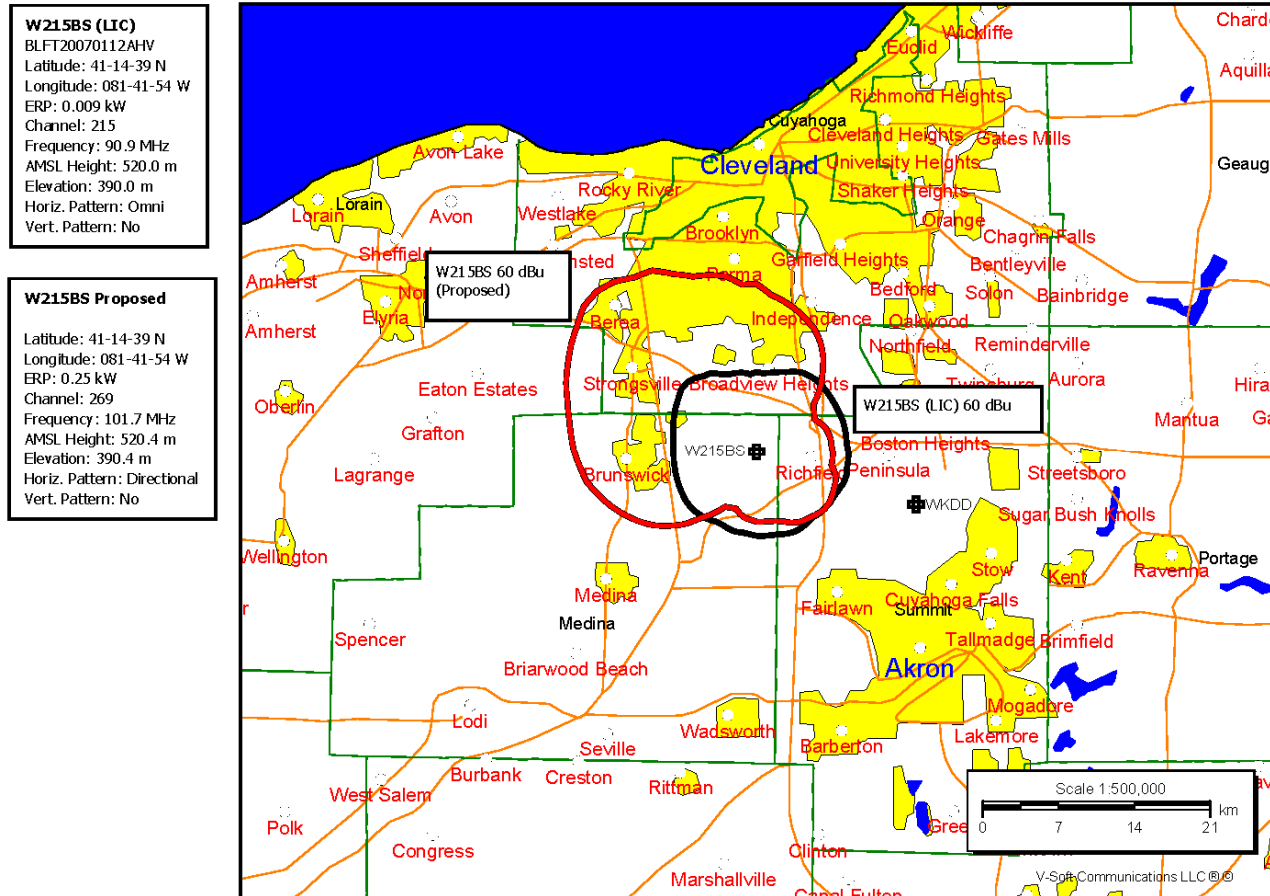 W215BS (LIC)
BLFT20070112AHV
Latitude: 41-14-39 N
Longitude: 081-41-54 W
ERP: 0.009 kW
Channel: 215
Frequency: 90.9 MHz
AMSL Height: 520.0 m
Elevation: 390.0 m
Horiz. Pattern: Omni
Vert. Pattern: No
W215BS Proposed
Latitude: 41-14-39 N
Longitude: 081-41-54 W
ERP: 0.25 kW
Channel: 269
Frequency: 101.7 MHz
AMSL Height: 520.4 m
Elevation: 390.4 m
Horiz. Pattern: Directional
Vert. Pattern: No
Wickliffe
Euclid
Aquilla
Richmond Heights
Cuyahoga
Cleveland Heights
Gates Mills
Avon Lake
Cleveland
University Heights
Geaug
Rocky River
Shaker Heights
Lorain
Lorain
Avon
Westlake
Orange
Brooklyn
Chagrin Falls
Sheffield
W215BS 60 dBu
(Proposed)
Garfield Heights
Bentleyville
Amherst
Parma
Bedford
Solon
Bainbridge
Elyria
Berea
Independence
Oakwood
Amherst
Northfield
Reminderville
Eaton Estates
Strongsville
Broadview Heights
Twinsburg
Aurora
Oberlin
W215BS (LIC) 60 dBu
Mantua
Grafton
Boston Heights
Lagrange
Brunswick
W215BS
Richfield
Peninsula
Streetsboro
WKDD
Sugar Bush Knolls
Wellington
Stow
Kent
Ravenna
Portage
Medina
Fairlawn
Cuyahoga Falls
Summit
Medina
Spencer
Tallmadge
Brimfield
Briarwood Beach
Akron
Mogadore
Lodi
Wadsworth
Lakemore
Seville
Barberton
Burbank
Creston
Rittman
West Salem
Scale 1:500,000
km
0 7 14 21
Polk
Gree
Congress
Clinton
Marshallville
Canal Fulton
V-Soft Communications LLC ® ©